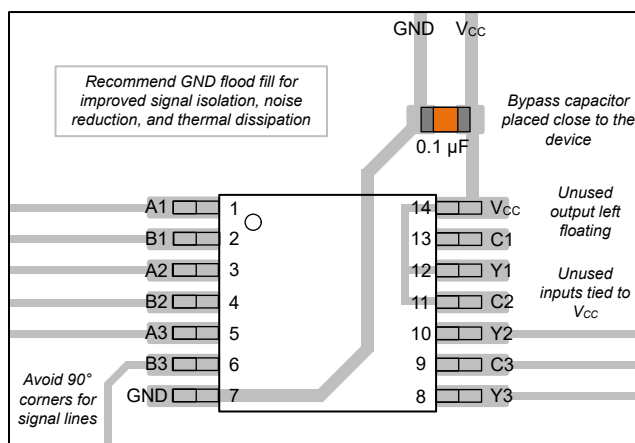 GND VCC
Recommend GND flood fill for
improved signal isolation, noise
reduction, and thermal dissipation
Bypass capacitor
placed close to the
device
0.1 µF
A1 1 14 VCC
B1 2 13 C1
A2 3 12 Y1
B2 4 11 C2
A3 5 10 Y2
B3 6 9 C3
GND 7 8 Y3
Unused
output left
floating
Unused
inputs tied to
VCC
Avoid 90°
corners for
signal lines